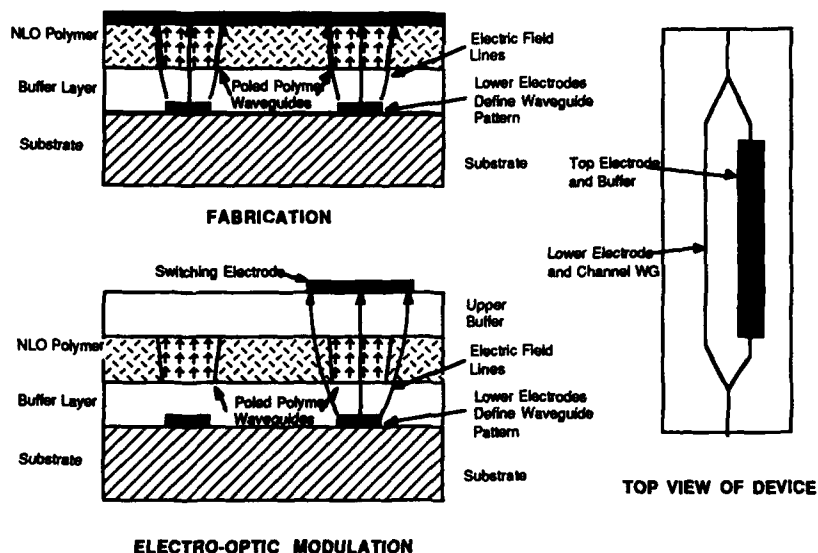 NLO Polymer
Buffer Layer
Substrate
Poled Polymer
Waveguides
Electric Field
Lines
Lower Electrodes
Define Waveguide
Pattern
Substrate
FABRICATION
Switching Electrode
NLO Polymer
Buffer Layer
Substrate
Poled Polymer
Waveguides
Upper
Buffer
Electric Field
Lines
Lower Electrodes
Define Waveguide
Pattern
Substrate
ELECTRO-OPTIC MODULATION
Top Electrode
and Buffer
Lower Electrode
and Channel WG
TOP VIEW OF DEVICE